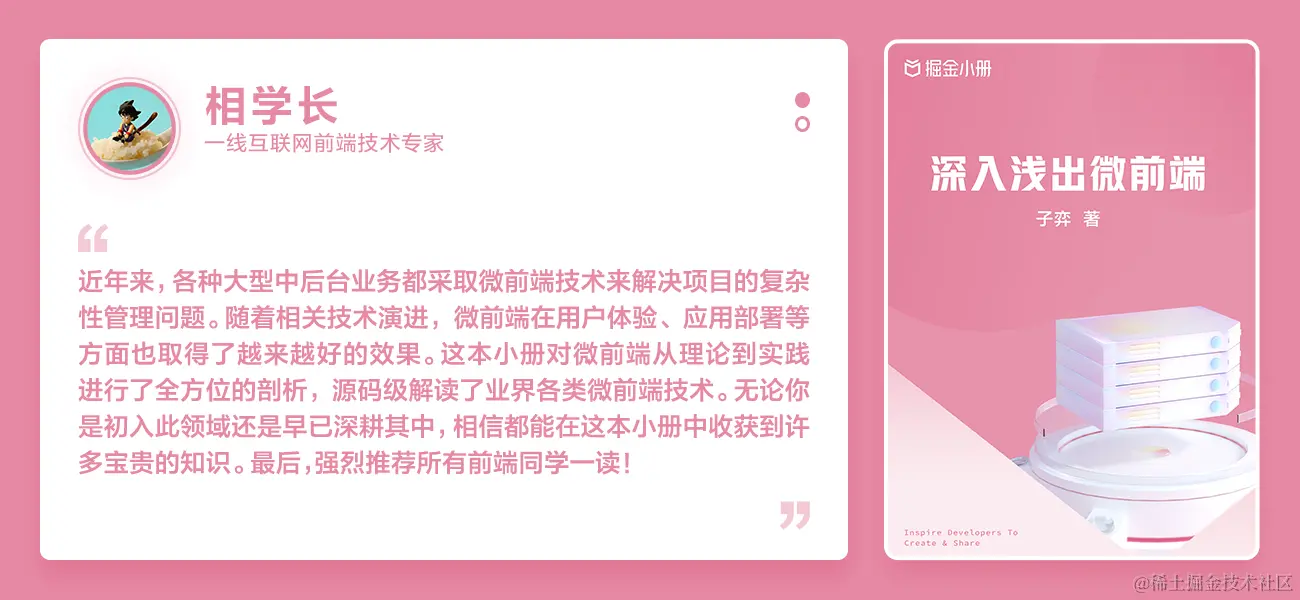 相学长
一线互联网前端技术专家
近年来，各种大型中后台业务都采取微前端技术来解决项目的复杂
性管理问题。随着相关技术演进，微前端在用户体验、应用部署等
方面也取得了越来越好的效果。这本小册对微前端从理论到实践
进行了全方位的剖析，源码级解读了业界各类微前端技术。无论你
是初入此领域还是早已深耕其中，相信都能在这本小册中收获到许
多宝贵的知识。最后，强烈推荐所有前端同学一读！
掘金小册
深入浅出微前端
子弈 著
Inspire Developers To
Create & Share
@稀土掘金技术社区